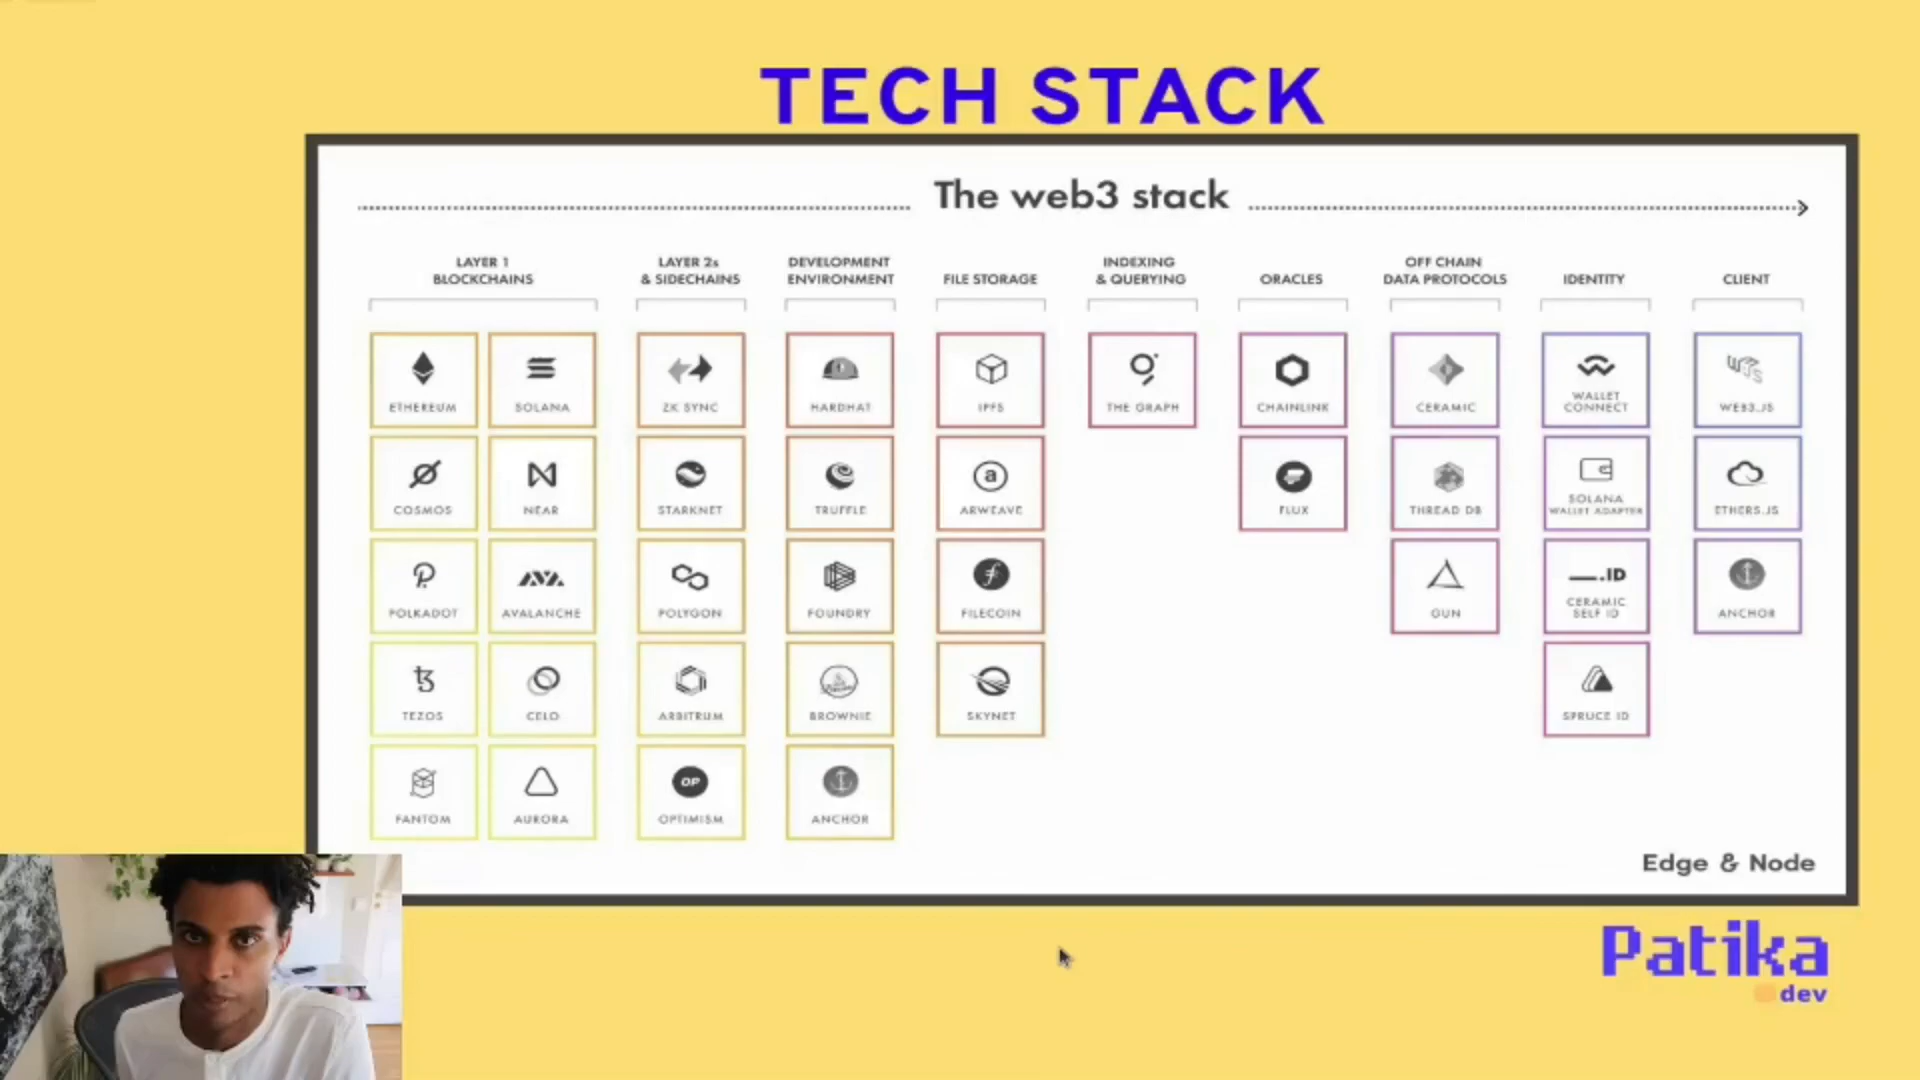 TECH STACK
The web3 stack
LAYER 1
BLOCKCHAINS
LAYER 2s
& SIDECHAINS
DEVELOPMENT
ENVIRONMENT
FILE STORAGE
INDEXING
& QUERYING
ORACLES
OFF CHAIN
DATA PROTOCOLS
IDENTITY
CLIENT
ETHEREUM
SOLANA
ZK SYNC
HARDHAT
IPFS
THE GRAPH
CHAINLINK
CERAMIC
WALLET
CONNECT
WEB3.JS
COSMOS
NEAR
STARKNET
TRUFFLE
ARWEAVE
FLUX
THREAD DB
SOLANA
WALLET ADAPTER
ETHERS.JS
POLKADOT
AVALANCHE
POLYGON
FOUNDRY
FILECOIN
GUN
.ID
CERAMIC
SELF ID
ANCHOR
TEZOS
CELO
ARBITRUM
BROWNIE
SKYNET
SPRUCE ID
FANTOM
AURORA
OP
OPTIMISM
ANCHOR
Edge & Node
Patika
dev